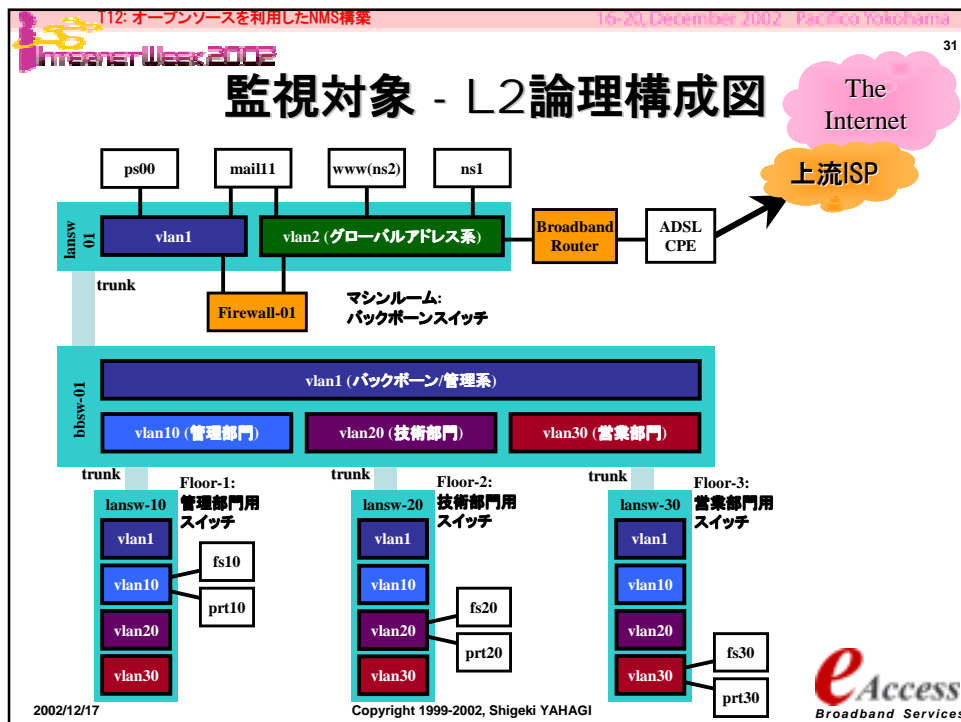 T12: オープンソースを利用したNMS構築
16-20, December 2002 Pacifico Yokohama
InternetWeek2002
31
監視対象 - L2論理構成図
The
Internet
上流ISP
ps00
mail11
www(ns2)
ns1
lansw
01
vlan1
vlan2 (グローバルアドレス系)
Broadband
Router
ADSL
CPE
trunk
Firewall-01
マシンルーム:
バックボーンスイッチ
bbsw-01
vlan1 (バックボーン/管理系)
vlan10 (管理部門)
vlan20 (技術部門)
vlan30 (営業部門)
trunk
trunk
trunk
Floor-1:
管理部門用
スイッチ
Floor-2:
技術部門用
スイッチ
Floor-3:
営業部門用
スイッチ
lansw-10
vlan1
vlan10
vlan20
vlan30
fs10
prt10
lansw-20
vlan1
vlan10
vlan20
vlan30
fs20
prt20
lansw-30
vlan1
vlan10
vlan20
vlan30
fs30
prt30
2002/12/17
Copyright 1999-2002, Shigeki YAHAGI
eAccess
Broadband Services